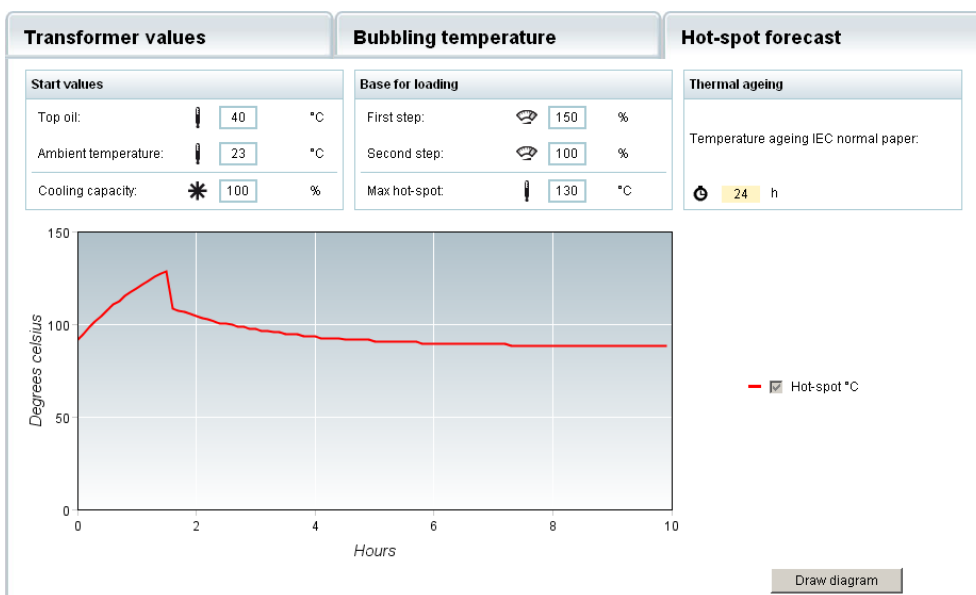 Transformer values
Bubbling temperature
Hot-spot forecast
Start values
Top oil: 40 °C
Ambient temperature: 23 °C
Cooling capacity: 100 %
Base for loading
First step: 150 %
Second step: 100 %
Max hot-spot: 130 °C
Thermal ageing
Temperature ageing IEC normal paper:
24 h
150
100
50
0
Degrees celsius
0 2 4 6 8 10
Hours
Hot-spot °C
Draw diagram